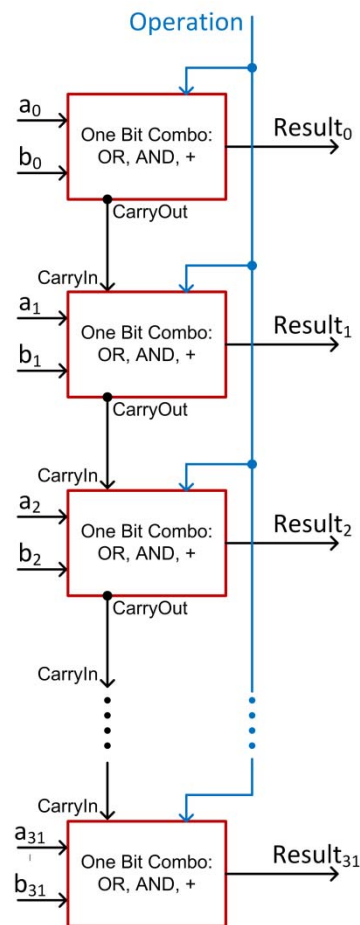 Operation
a0
b0
One Bit Combo:
OR, AND, +
Result0
CarryOut
CarryIn
a1
b1
One Bit Combo:
OR, AND, +
Result1
CarryOut
CarryIn
a2
b2
One Bit Combo:
OR, AND, +
Result2
CarryOut
CarryIn
CarryIn
a31
b31
One Bit Combo:
OR, AND, +
Result31